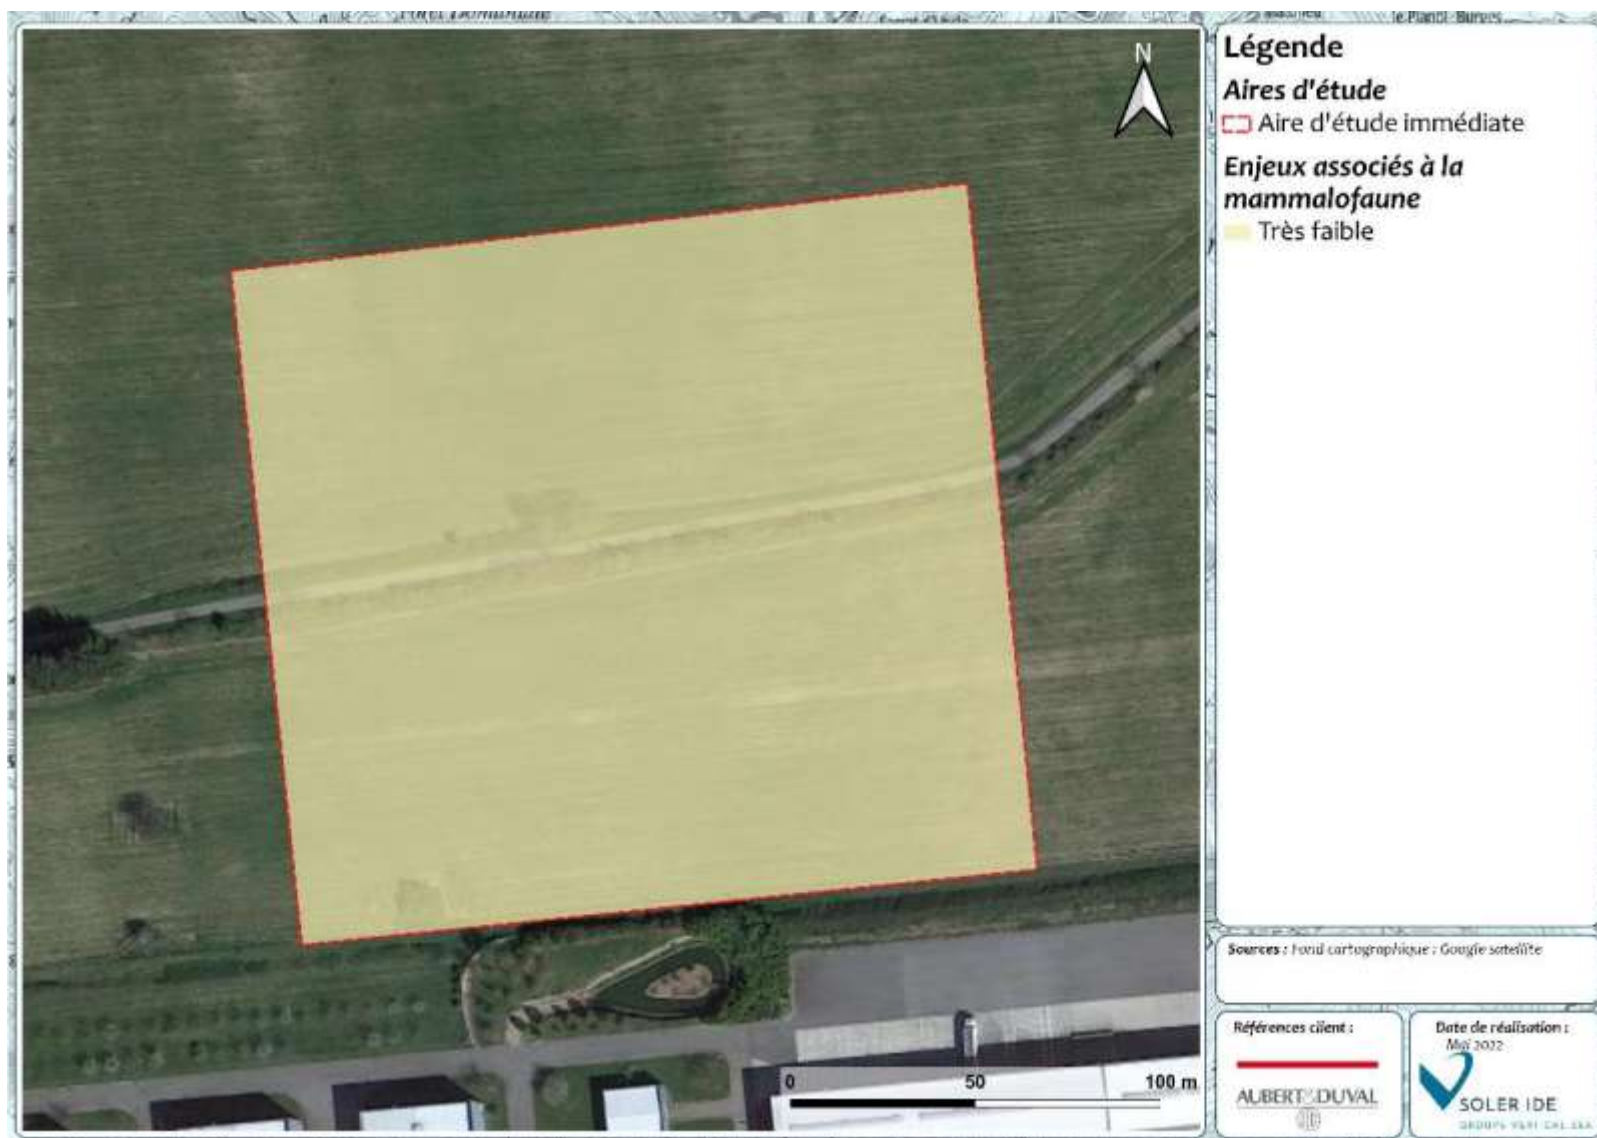 N
Légende
Aires d'étude
Aire d'étude immédiate
Enjeux associés à la
mammalofaune
Très faible
Sources : Fond cartographique : Google satellite
Références client :
AUBERT&DUVAL
Date de réalisation :
Mai 2022
SOLER IDE
0 50 100 m